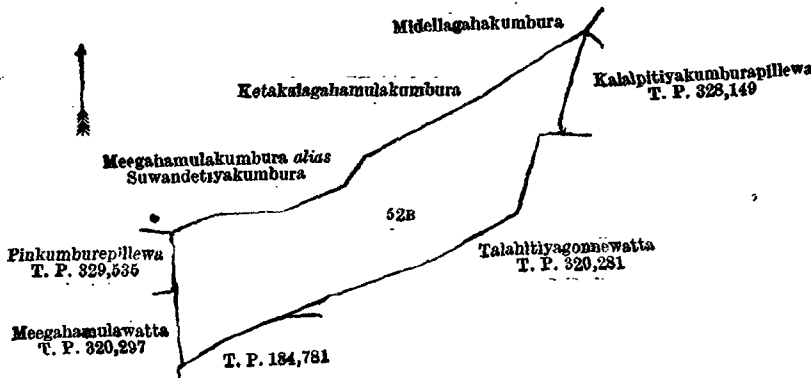 Midellagahakumbura
Kalalpitiyakumburapillewa
T. P. 328,149
Ketakalagahamulakumbura
Meegahamulakumbura alias
Suwandetiyakumbura
52B
Pinkumburepillewa
T. P. 329,535
Talahitiyagonnewatta
T. P. 320,281
Meegahamulawatta
T. P. 320,297
T. P. 184,781